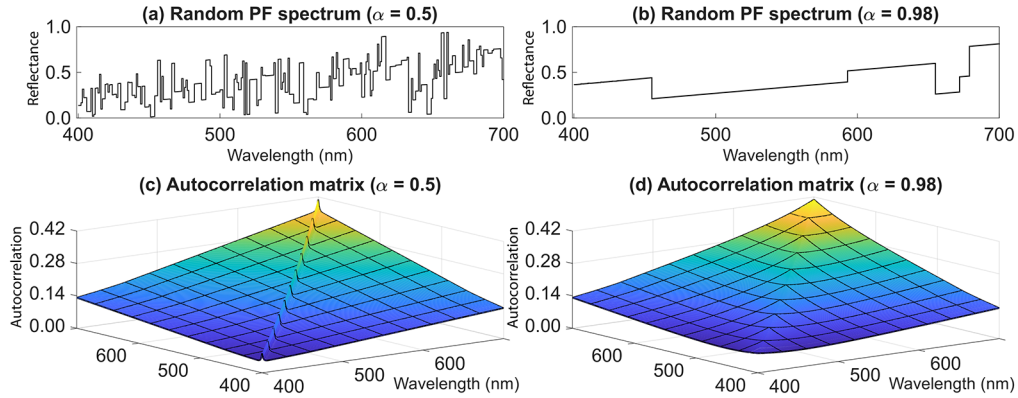 (a) Random PF spectrum (α = 0.5)
1.0
0.5
0.0
Reflectance
400 500 600 700
Wavelength (nm)
(b) Random PF spectrum (α = 0.98)
1.0
0.5
0.0
Reflectance
400 500 600 700
Wavelength (nm)
(c) Autocorrelation matrix (α = 0.5)
0.42
0.28
0.14
0.00
Autocorrelation
600
500
400
400
500
600
Wavelength (nm)
(d) Autocorrelation matrix (α = 0.98)
0.42
0.28
0.14
0.00
Autocorrelation
600
500
400
400
500
600
Wavelength (nm)